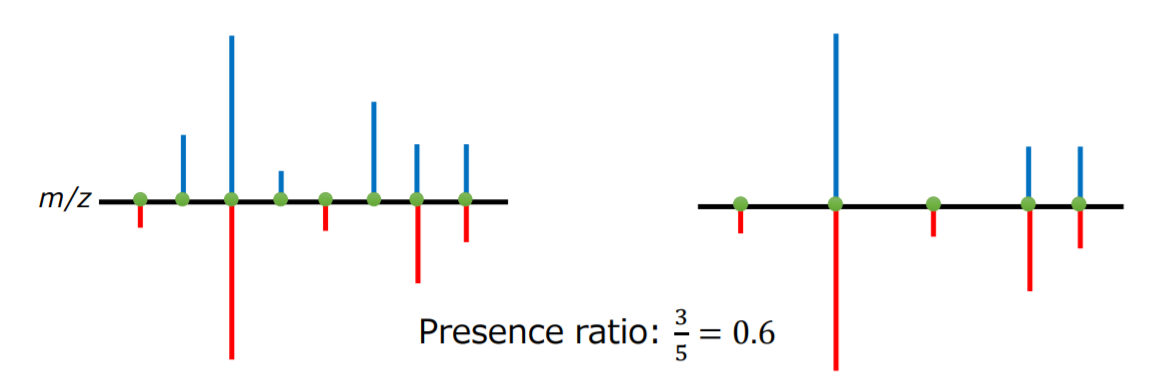 m/z
Presence ratio: 3/5 = 0.6